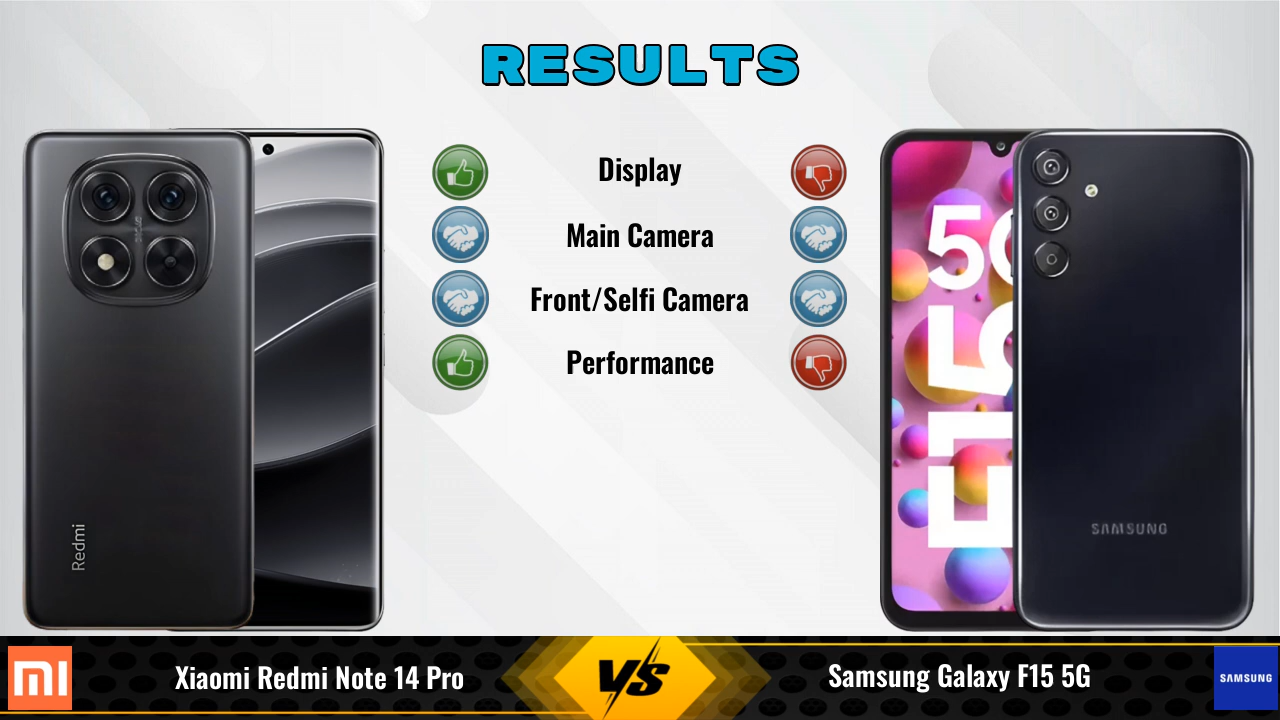 RESULTS
Display
Main Camera
Front/Selfi Camera
Performance
Redmi
5G
F15
SAMSUNG
mi
Xiaomi Redmi Note 14 Pro
VS
Samsung Galaxy F15 5G
SAMSUNG